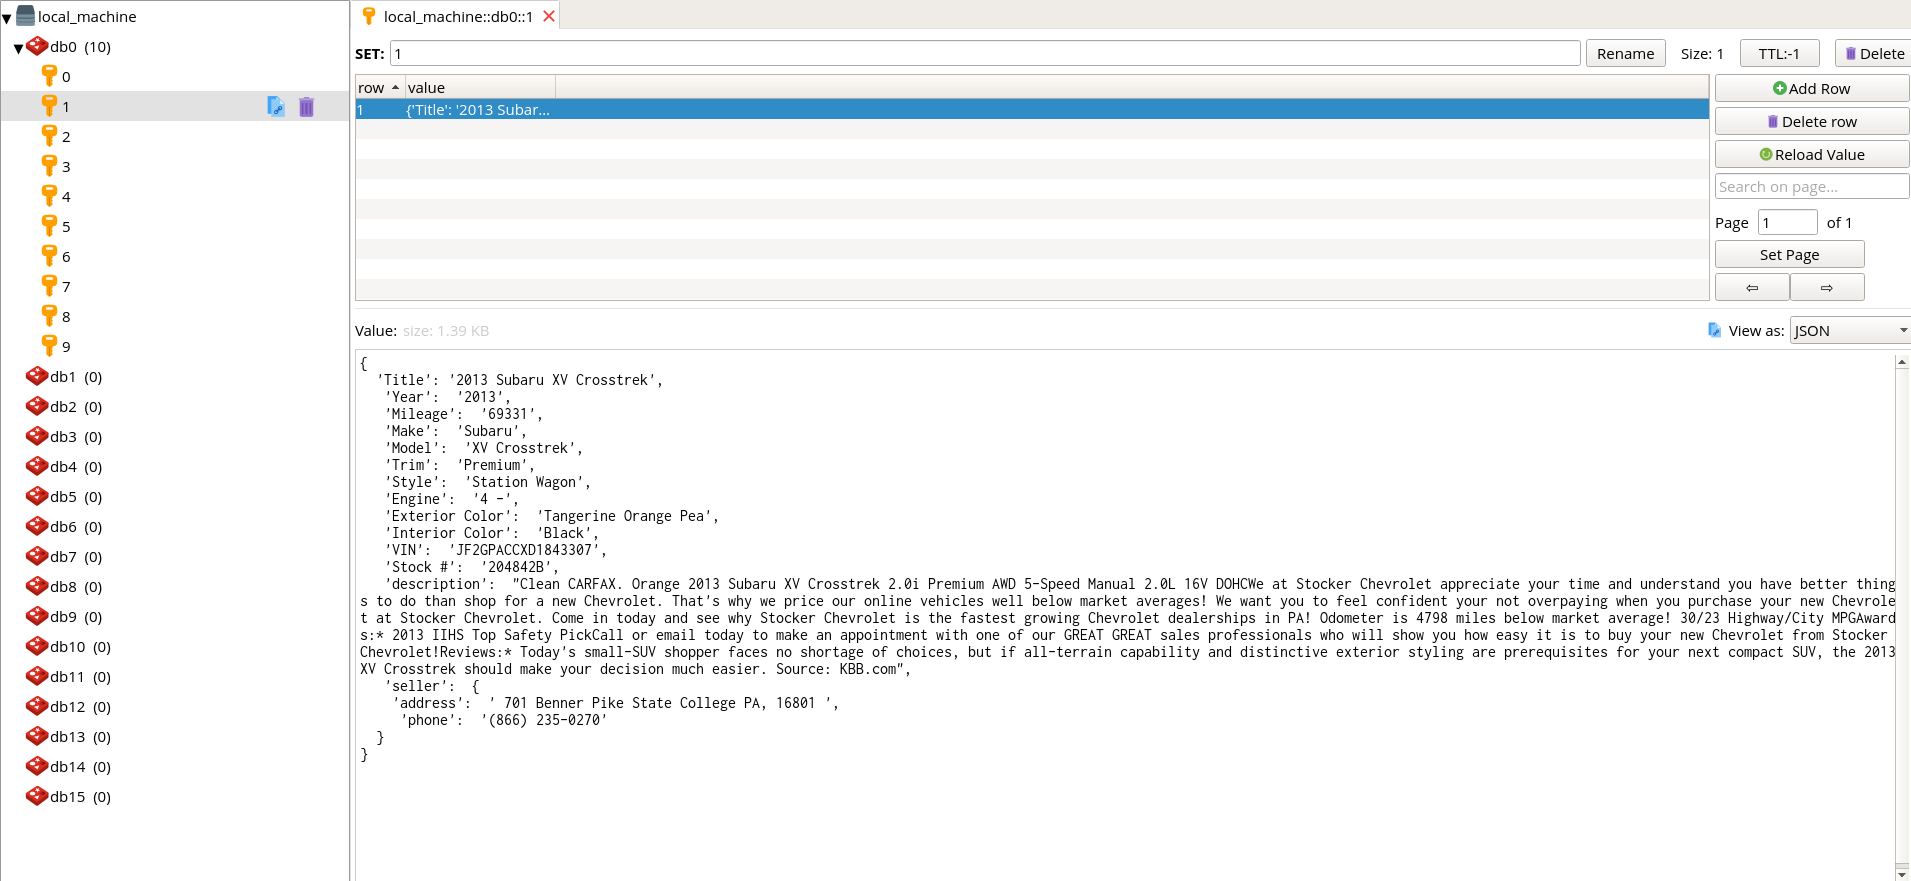 local_machine
db0 (10)
0
1
2
3
4
5
6
7
8
9
db1 (0)
db2 (0)
db3 (0)
db4 (0)
db5 (0)
db6 (0)
db7 (0)
db8 (0)
db9 (0)
db10 (0)
db11 (0)
db12 (0)
db13 (0)
db14 (0)
db15 (0)
local_machine::db0::1
SET: 1 Rename Size: 1 TTL:-1 Delete
row value
1 {'Title': '2013 Subar...
Add Row
Delete row
Reload Value
Search on page...
Page 1 of 1
Set Page
⇦ ⇨
Value: size: 1.39 KB View as: JSON
{
'Title': '2013 Subaru XV Crosstrek',
'Year': '2013',
'Mileage': '69331',
'Make': 'Subaru',
'Model': 'XV Crosstrek',
'Trim': 'Premium',
'Style': 'Station Wagon',
'Engine': '4 -',
'Exterior Color': 'Tangerine Orange Pea',
'Interior Color': 'Black',
'VIN': 'JF2GPACCXD1843307',
'Stock #': '204842B',
'description': "Clean CARFAX. Orange 2013 Subaru XV Crosstrek 2.0i Premium AWD 5-Speed Manual 2.0L 16V DOHCWe at Stocker Chevrolet appreciate your time and understand you have better thing
s to do than shop for a new Chevrolet. That's why we price our online vehicles well below market averages! We want you to feel confident your not overpaying when you purchase your new Chevrole
t at Stocker Chevrolet. Come in today and see why Stocker Chevrolet is the fastest growing Chevrolet dealerships in PA! Odometer is 4798 miles below market average! 30/23 Highway/City MPGAward
s:* 2013 IIHS Top Safety PickCall or email today to make an appointment with one of our GREAT GREAT sales professionals who will show you how easy it is to buy your new Chevrolet from Stocker
Chevrolet!Reviews:* Today's small-SUV shopper faces no shortage of choices, but if all-terrain capability and distinctive exterior styling are prerequisites for your next compact SUV, the 2013
XV Crosstrek should make your decision much easier. Source: KBB.com",
'seller': {
'address': ' 701 Benner Pike State College PA, 16801 ',
'phone': '(866) 235-0270'
}
}